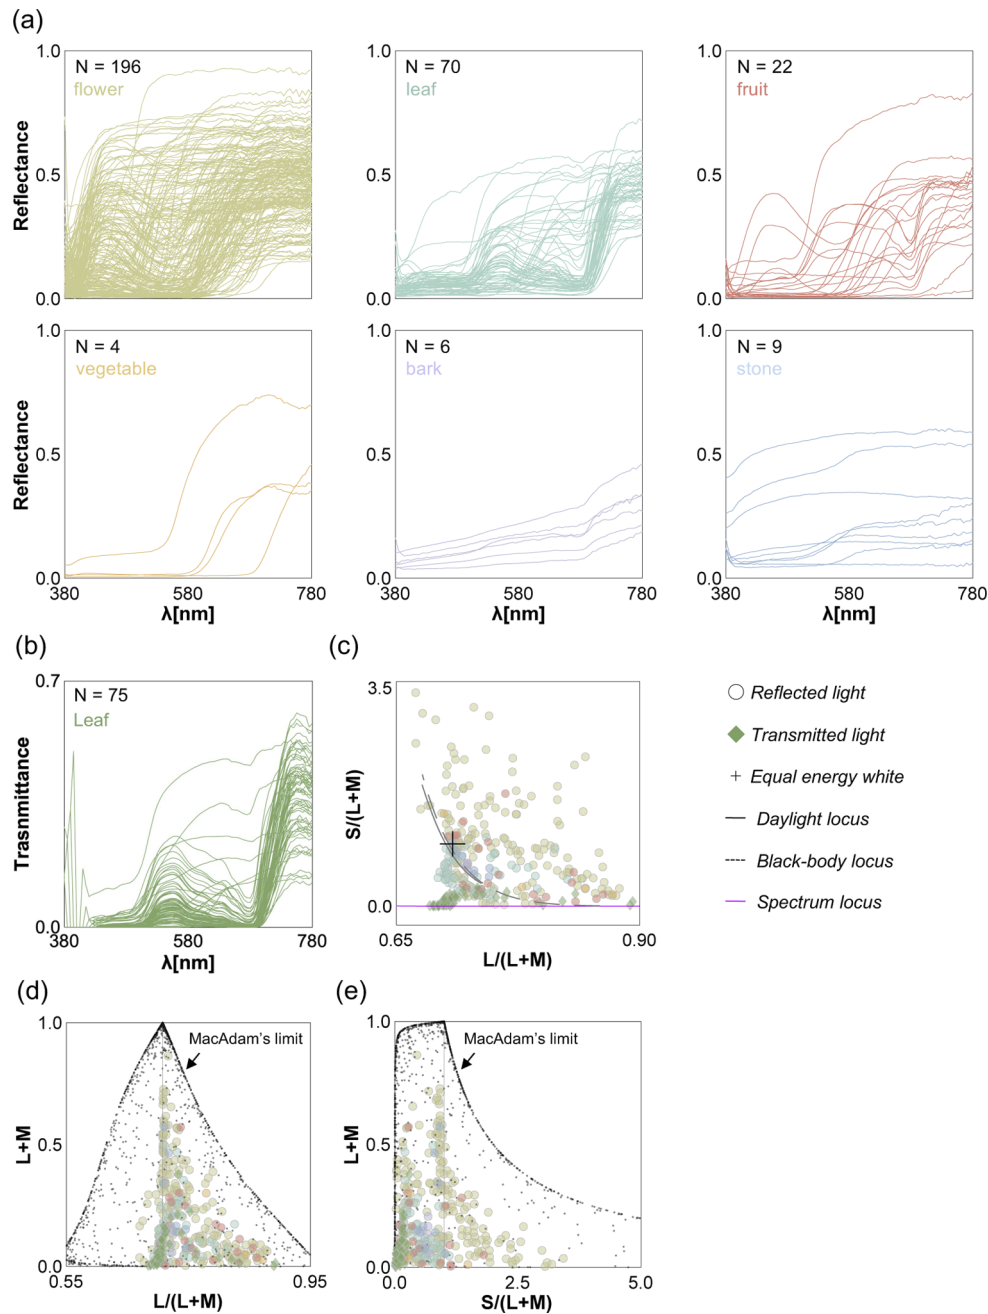 (a)
1.0
N = 196
flower
0.5
0.0
Reflectance
1.0
N = 70
leaf
0.5
0.0
1.0
N = 22
fruit
0.5
0.0
1.0
N = 4
vegetable
0.5
0.0
Reflectance
380
580
780
λ[nm]
1.0
N = 6
bark
0.5
0.0
380
580
780
λ[nm]
1.0
N = 9
stone
0.5
0.0
380
580
780
λ[nm]
(b)
0.7
N = 75
Leaf
Trasnmittance
0.0
380
580
780
λ[nm]
(c)
3.5
S/(L+M)
0.0
0.65
0.90
L/(L+M)
Reflected light
Transmitted light
Equal energy white
Daylight locus
Black-body locus
Spectrum locus
(d)
1.0
MacAdam's limit
L+M
0.5
0.0
0.55
0.95
L/(L+M)
(e)
1.0
MacAdam's limit
L+M
0.5
0.0
0.0
2.5
5.0
S/(L+M)